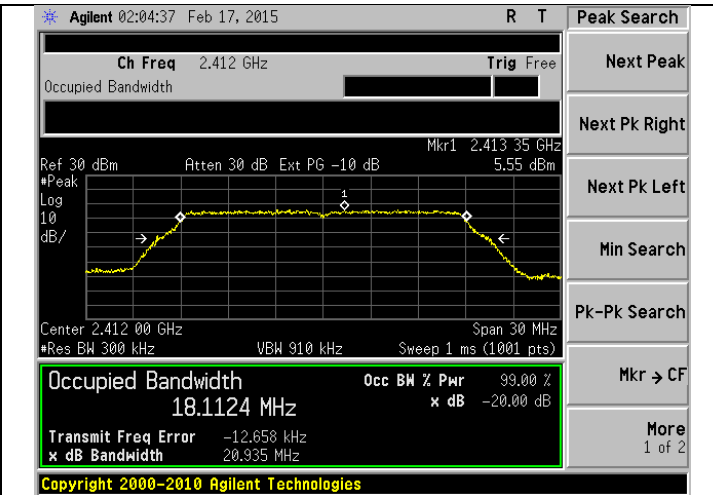 Agilent 02:04:37 Feb 17, 2015 R T
Peak Search
Ch Freq 2.412 GHz Trig Free
Occupied Bandwidth
Next Peak
Next Pk Right
Mkr1 2.413 35 GHz
Ref 30 dBm Atten 30 dB Ext PG -10 dB 5.55 dBm
#Peak
Log
10
dB/
1
Next Pk Left
Min Search
Pk-Pk Search
Center 2.412 00 GHz Span 30 MHz
#Res BW 300 kHz VBW 910 kHz Sweep 1 ms (1001 pts)
Occupied Bandwidth Occ BW % Pwr 99.00 %
18.1124 MHz x dB -20.00 dB
Transmit Freq Error -12.658 kHz
x dB Bandwidth 20.935 MHz
Mkr → CF
More
1 of 2
Copyright 2000-2010 Agilent Technologies